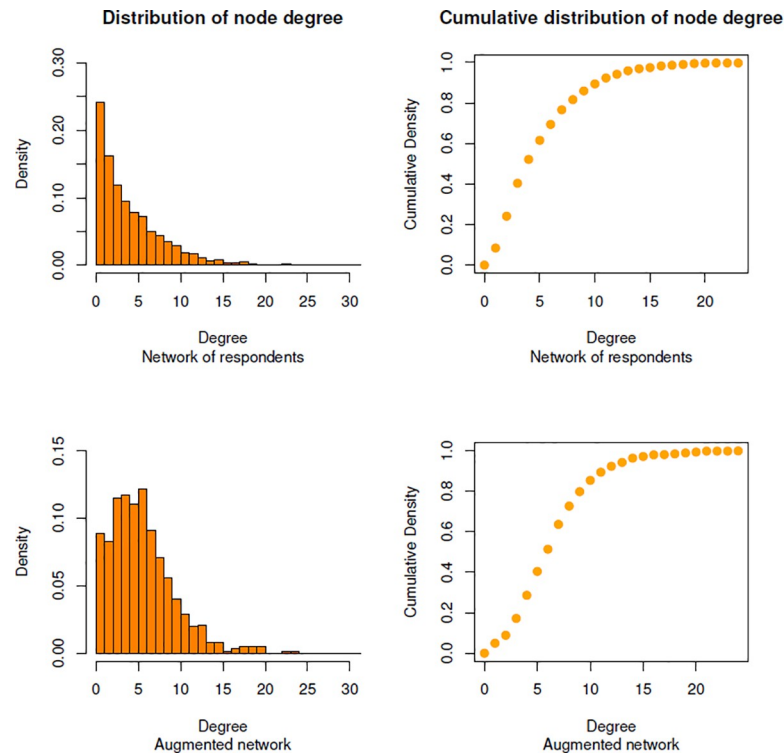 Distribution of node degree
Density
0.00
0.10
0.20
0.30
0 5 10 15 20 25 30
Degree
Network of respondents
Cumulative distribution of node degree
Cumulative Density
0.0
0.2
0.4
0.6
0.8
1.0
0 5 10 15 20
Degree
Network of respondents
Density
0.00
0.05
0.10
0.15
0 5 10 15 20 25 30
Degree
Augmented network
Cumulative Density
0.0
0.2
0.4
0.6
0.8
1.0
0 5 10 15 20
Degree
Augmented network